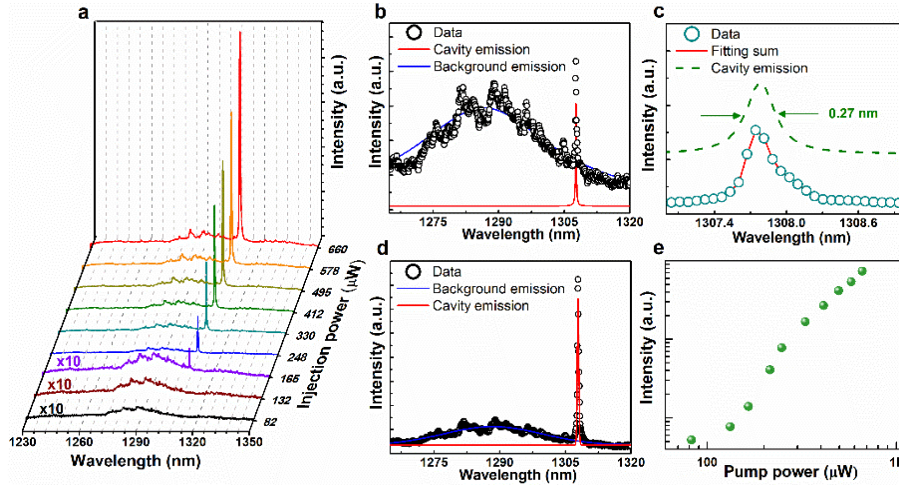 a
Intensity (a.u.)
660
578
495
412
330
248
165
132
82
Injection power (μW)
x10
x10
x10
1230
1260
1290
1320
1350
Wavelength (nm)
b
Data
Cavity emission
Background emission
Intensity (a.u.)
1275
1290
1305
1320
Wavelength (nm)
c
Data
Fitting sum
Cavity emission
0.27 nm
Intensity (a.u.)
1307.4
1308.0
1308.6
Wavelength (nm)
d
Data
Background emission
Cavity emission
Intensity (a.u.)
1275
1290
1305
1320
Wavelength (nm)
e
Intensity (a.u.)
100
Pump power (μW)